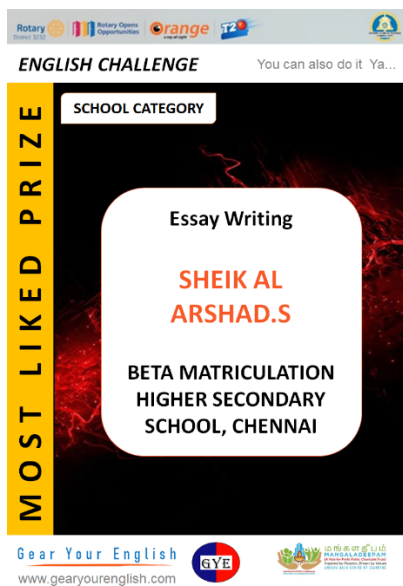 Rotary
District 3232
Rotary Opens
Opportunities
Orange
T20
ENGLISH CHALLENGE
You can also do it Ya...
SCHOOL CATEGORY
MOST LIKED PRIZE
Essay Writing
SHEIK AL
ARSHAD.S
BETA MATRICULATION
HIGHER SECONDARY
SCHOOL, CHENNAI
Gear Your English
GYE
www.gearyourenglish.com
மங்களதீபம்
MANGALADEEPAM